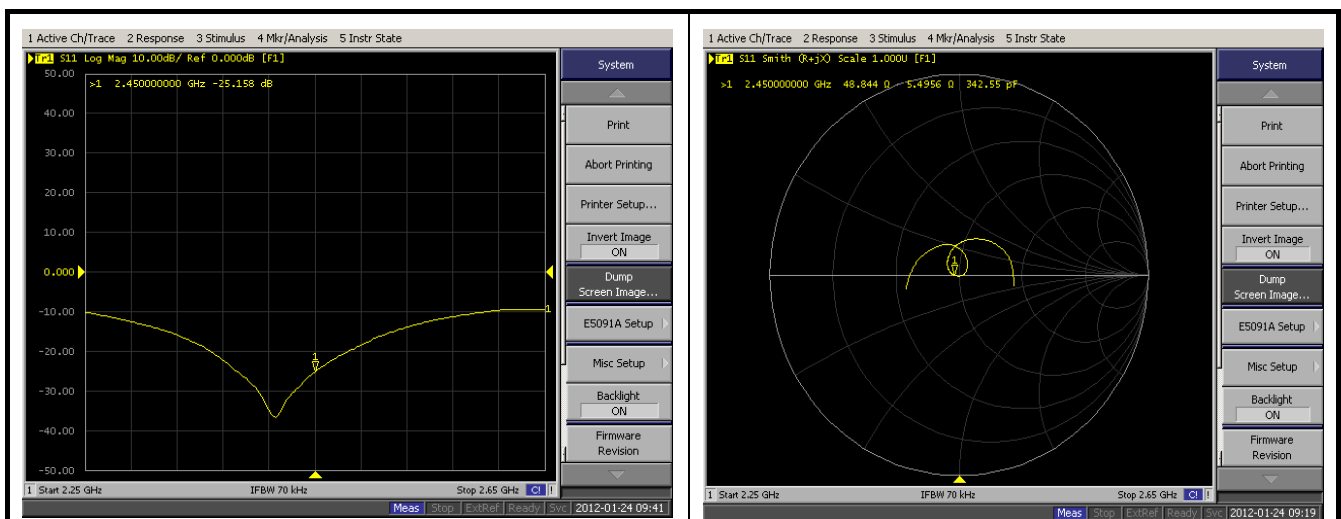 1 Active Ch/Trace 2 Response 3 Stimulus 4 Mkr/Analysis 5 Instr State
Tr1 S11 Log Mag 10.00dB/ Ref 0.000dB [F1]
50.00
>1 2.450000000 GHz -25.158 dB
40.00
30.00
20.00
10.00
0.000
-10.00
1
-20.00
1
-30.00
-40.00
-50.00
1 Start 2.25 GHz IFBW 70 kHz Stop 2.65 GHz C! !
Meas Stop ExtRef Ready Svc 2012-01-24 09:41
System
Print
Abort Printing
Printer Setup...
Invert Image
ON
Dump
Screen Image...
E5091A Setup
Misc Setup
Backlight
ON
Firmware
Revision
1 Active Ch/Trace 2 Response 3 Stimulus 4 Mkr/Analysis 5 Instr State
Tr1 S11 Smith (R+jX) Scale 1.000U [F1]
>1 2.450000000 GHz 48.844 Ω 5.4956 Ω 342.55 pF
1
1 Start 2.25 GHz IFBW 70 kHz Stop 2.65 GHz C! !
Meas Stop ExtRef Ready Svc 2012-01-24 09:19
System
Print
Abort Printing
Printer Setup...
Invert Image
ON
Dump
Screen Image...
E5091A Setup
Misc Setup
Backlight
ON
Firmware
Revision